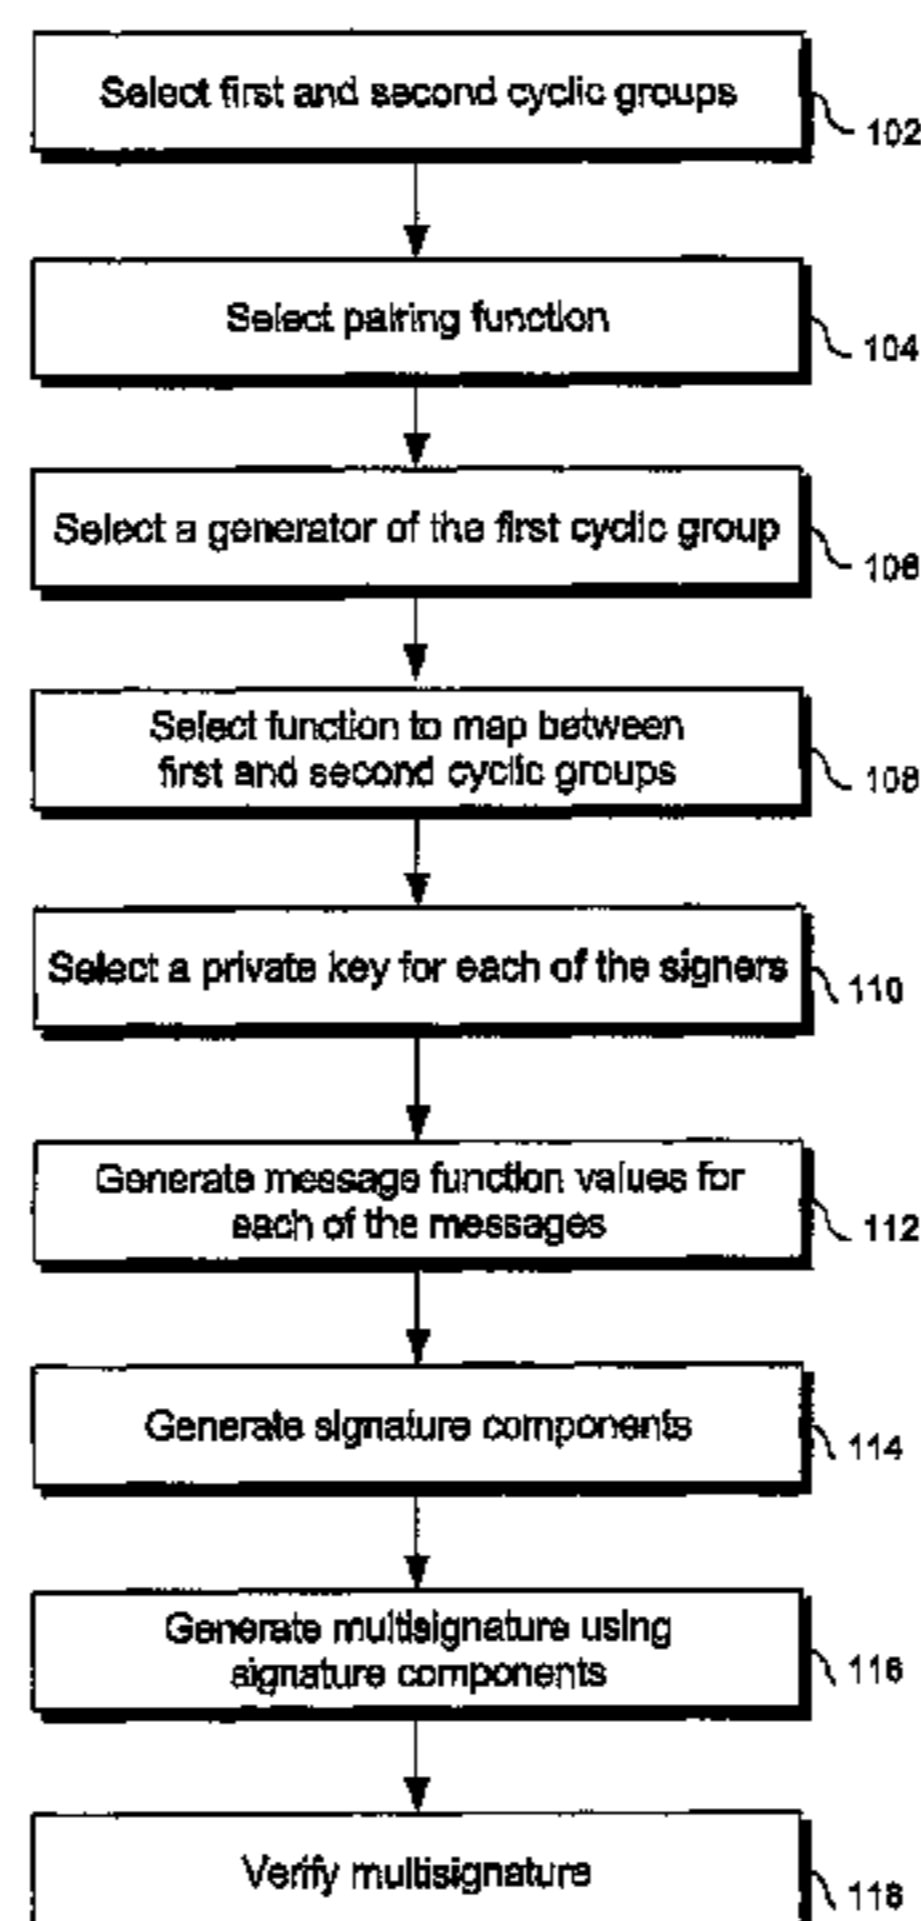 Select first and second cyclic groups
102
Select pairing function
104
Select a generator of the first cyclic group
106
Select function to map between
first and second cyclic groups
108
Select a private key for each of the signers
110
Generate message function values for
each of the messages
112
Generate signature components
114
Generate multisignature using
signature components
116
Verify multisignature
118